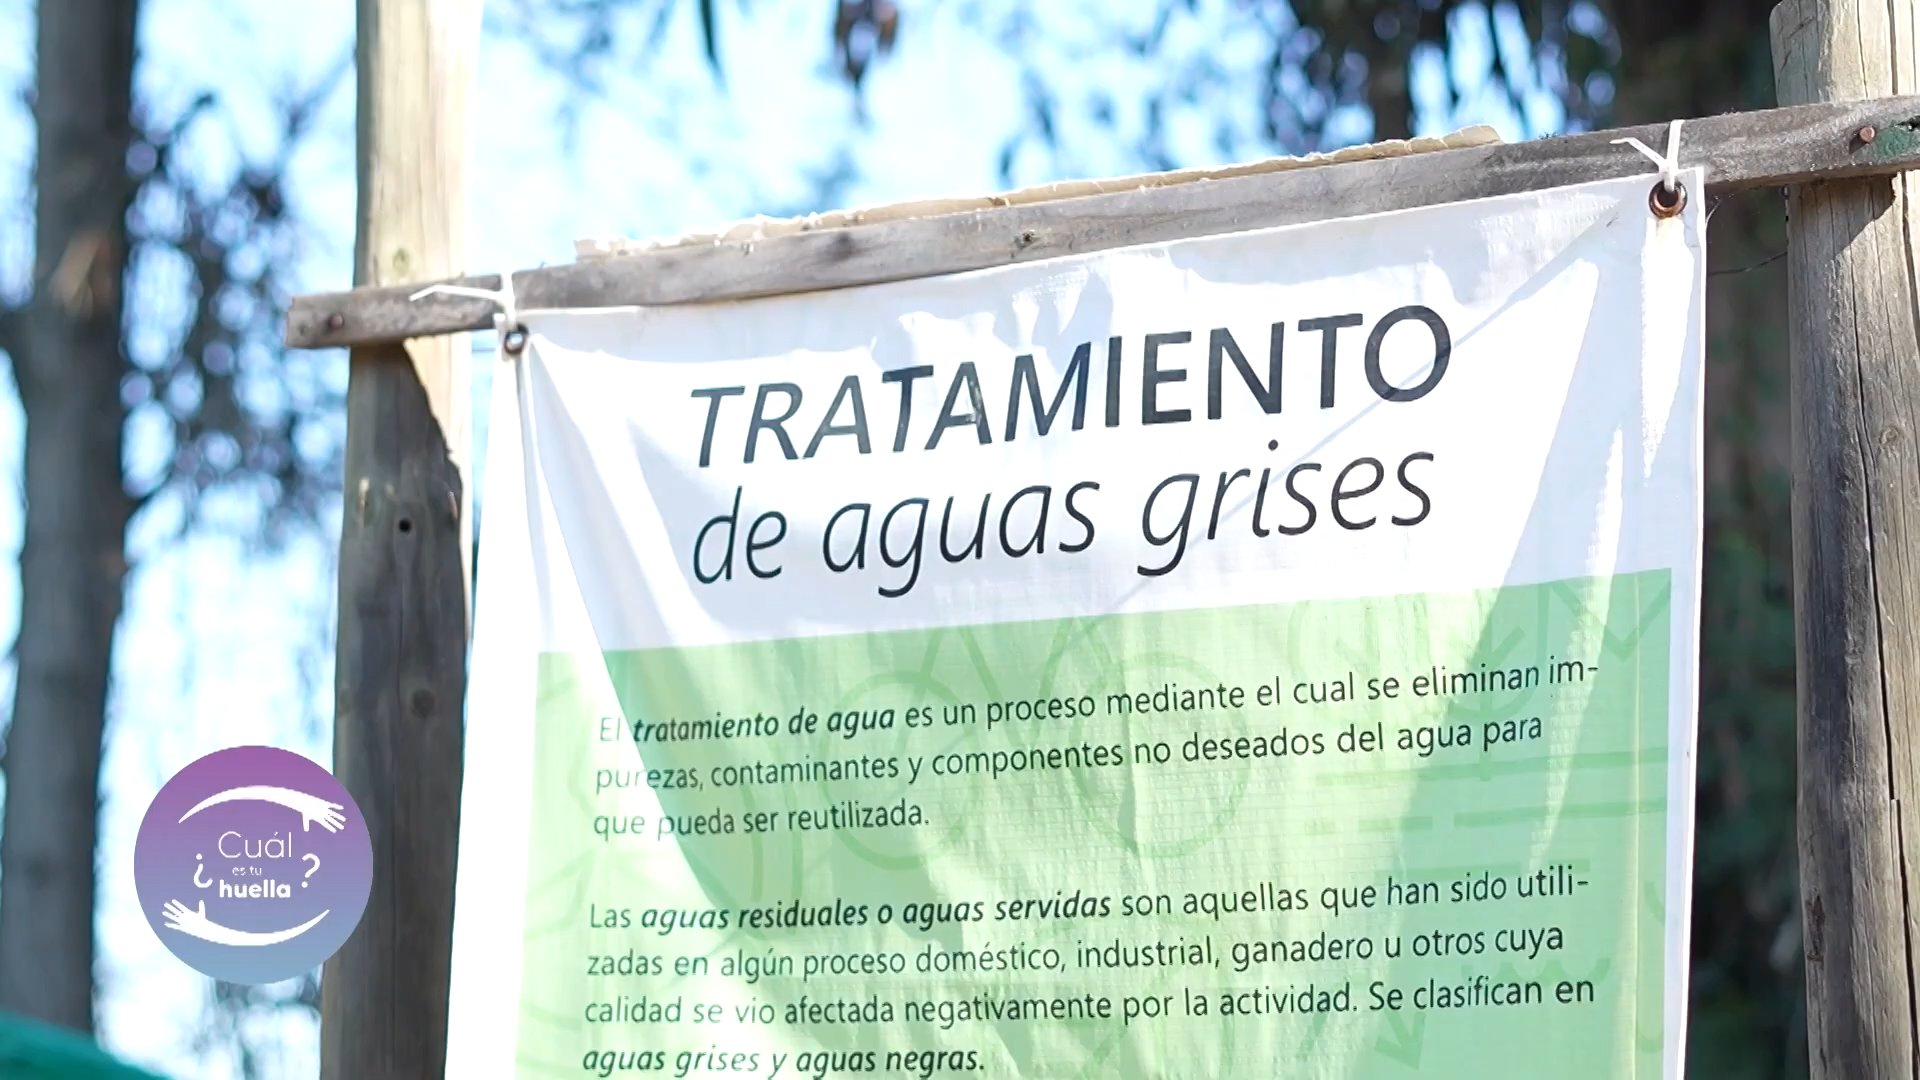 TRATAMIENTO
de aguas grises
El tratamiento de agua es un proceso mediante el cual se eliminan im-
purezas, contaminantes y componentes no deseados del agua para
que pueda ser reutilizada.
Las aguas residuales o aguas servidas son aquellas que han sido utili-
zadas en algún proceso doméstico, industrial, ganadero u otros cuya
calidad se vio afectada negativamente por la actividad. Se clasifican en
aguas grises y aguas negras.
¿Cuál
es tu
huella?